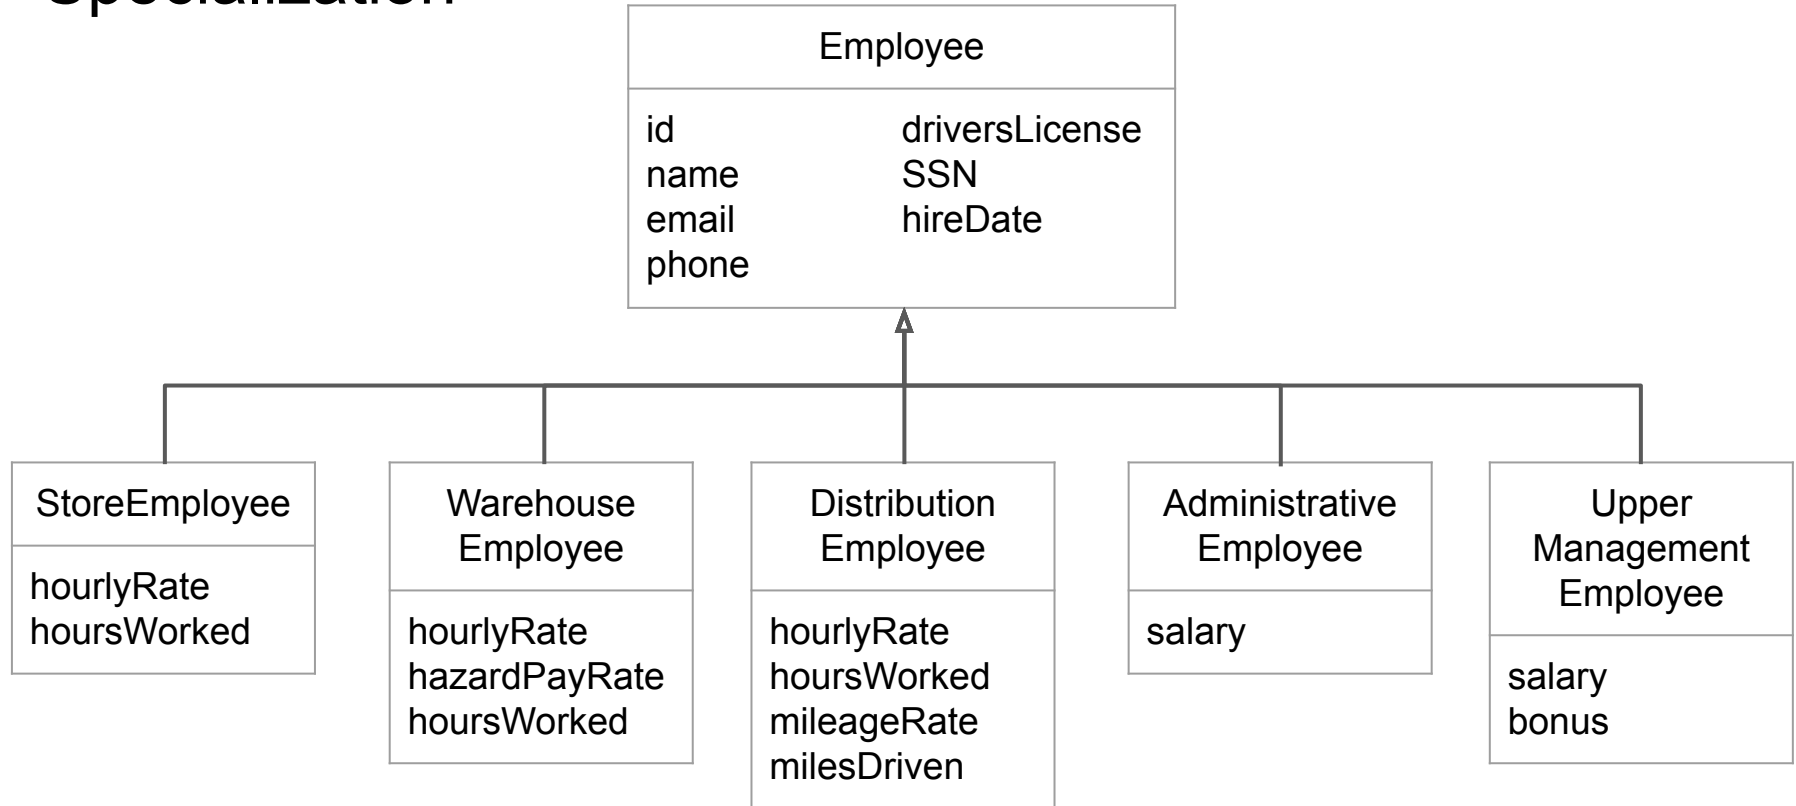 Specialization
Employee
id
name
email
phone
driversLicense
SSN
hireDate
StoreEmployee
hourlyRate
hoursWorked
Warehouse
Employee
hourlyRate
hazardPayRate
hoursWorked
Distribution
Employee
hourlyRate
hoursWorked
mileageRate
milesDriven
Administrative
Employee
salary
Upper
Management
Employee
salary
bonus